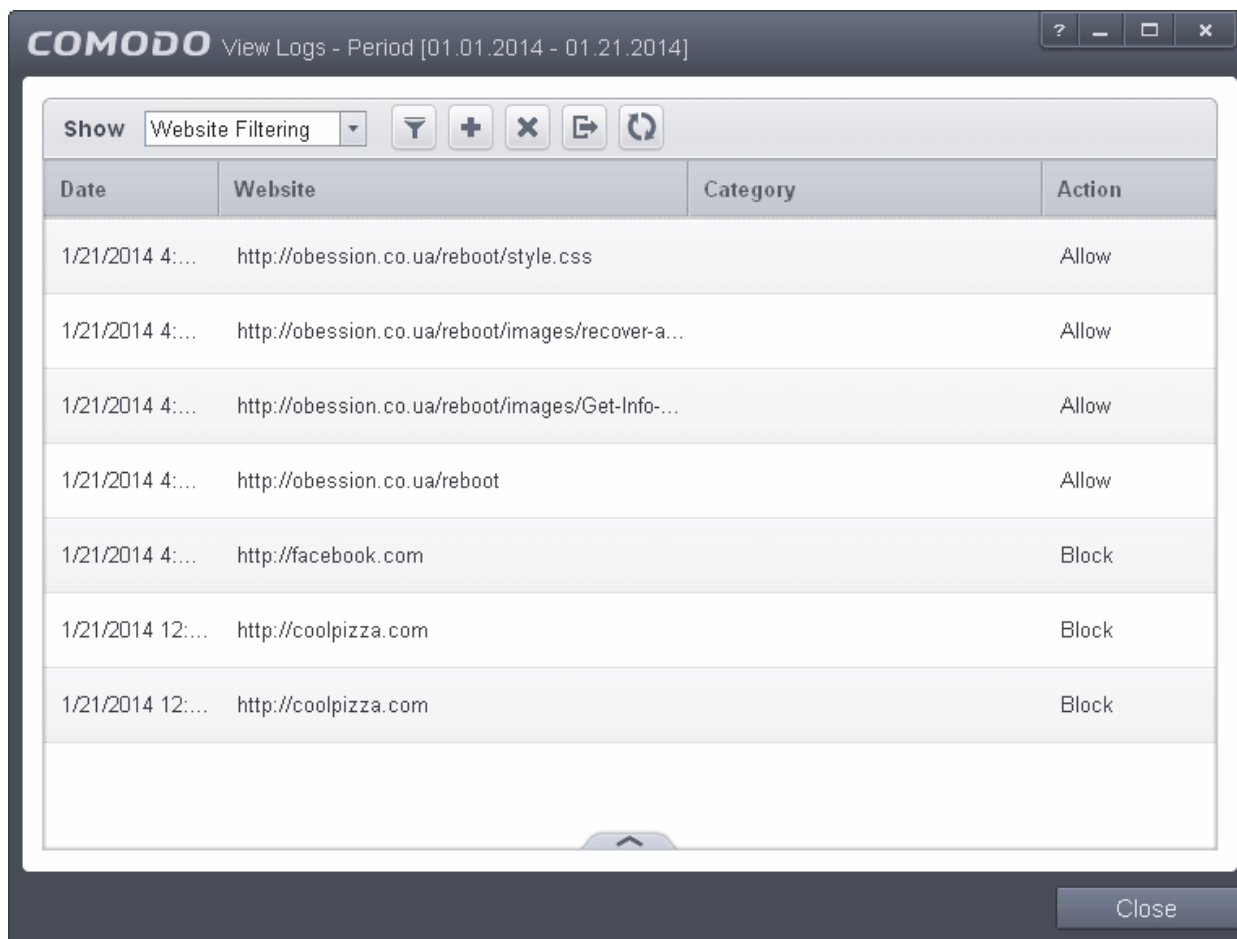 COMODO View Logs - Period [01.01.2014 - 01.21.2014]
?
Show Website Filtering
Date Website Category Action
1/21/2014 4:... http://obession.co.ua/reboot/style.css Allow
1/21/2014 4:... http://obession.co.ua/reboot/images/recover-a... Allow
1/21/2014 4:... http://obession.co.ua/reboot/images/Get-Info-... Allow
1/21/2014 4:... http://obession.co.ua/reboot Allow
1/21/2014 4:... http://facebook.com Block
1/21/2014 12:... http://coolpizza.com Block
1/21/2014 12:... http://coolpizza.com Block
Close